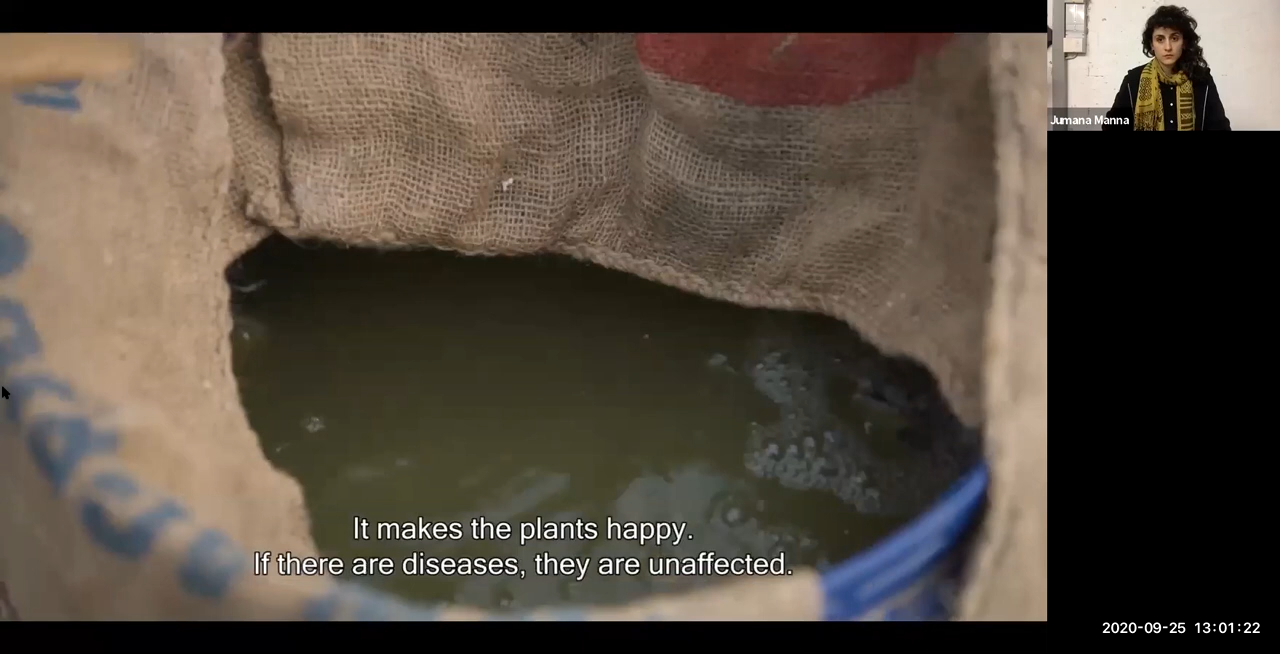 Jumana Manna
It makes the plants happy.
If there are diseases, they are unaffected.
2020-09-25 13:01:22